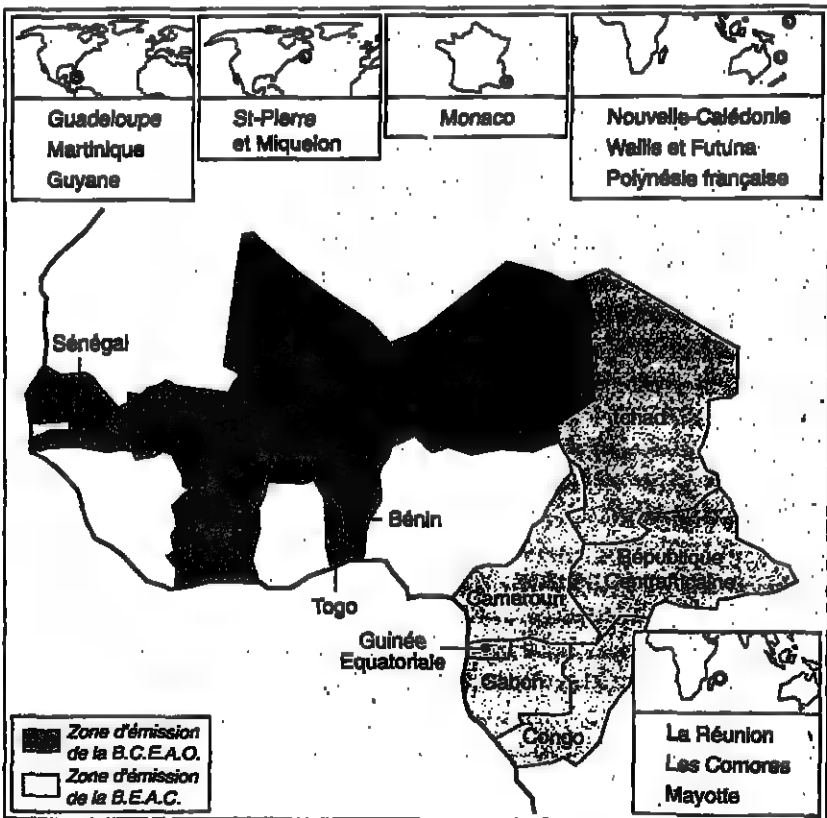 Guadeloupe
Martinique
Guyane
St-Pierre
et Miquelon
Monaco
Nouvelle-Calédonie
Wallis et Futuna
Polynésie française
Sénégal
Tchad
Bénin
République
Centrafricaine
Togo
Cameroun
Guinée
Equatoriale
Gabon
Congo
Zone d'émission
de la B.C.E.A.O.
Zone d'émission
de la B.E.A.C.
La Réunion
Les Comores
Mayotte